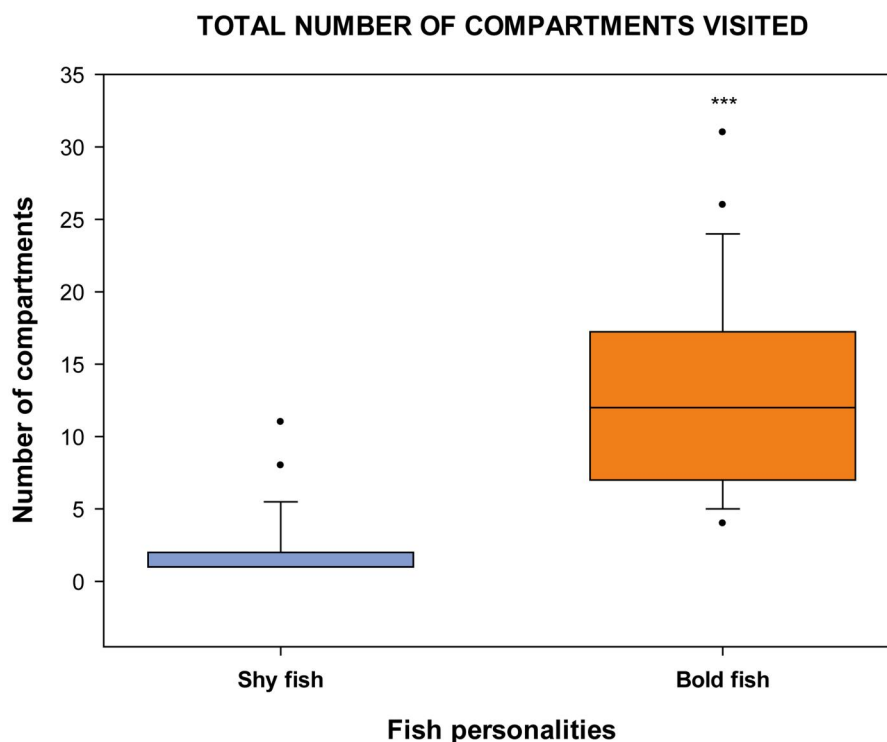 TOTAL NUMBER OF COMPARTMENTS VISITED
Number of compartments
35
30
25
20
15
10
5
0
***
Shy fish
Bold fish
Fish personalities